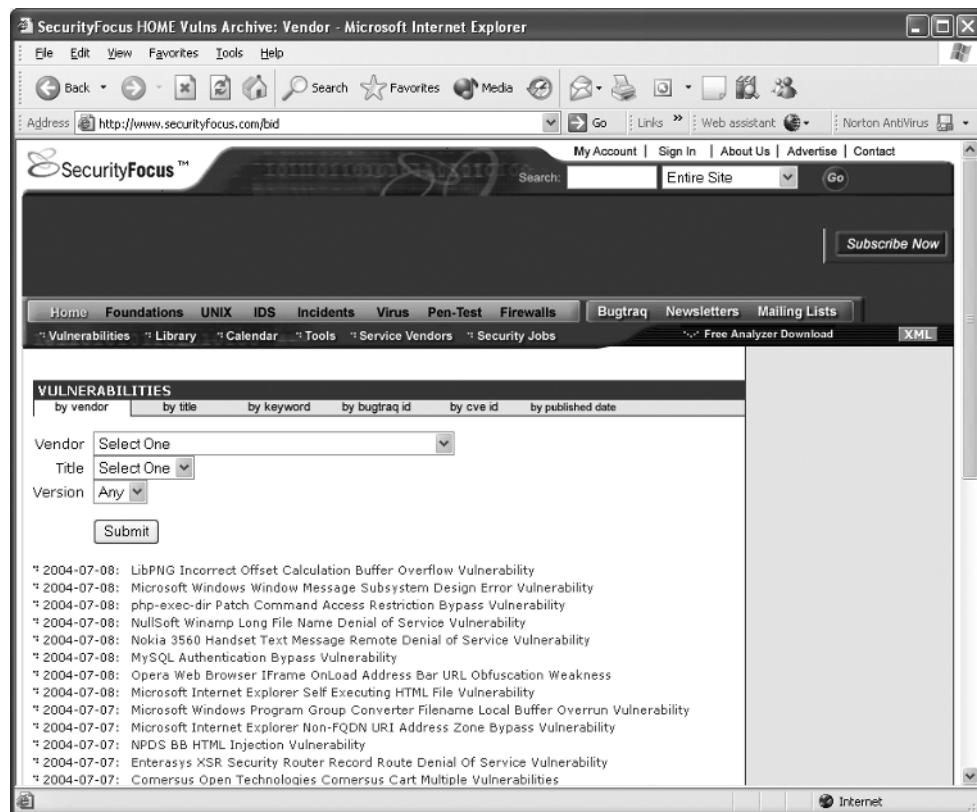 SecurityFocus HOME Vulns Archive: Vendor - Microsoft Internet Explorer
File Edit View Favorites Tools Help
Back Search Favorites Media
Address http://www.securityfocus.com/bid Go Links » Web assistant Norton AntiVirus
My Account | Sign In | About Us | Advertise | Contact
SecurityFocus™ Search: Entire Site Go
Subscribe Now
Home Foundations UNIX IDS Incidents Virus Pen-Test Firewalls Bugtraq Newsletters Mailing Lists
Vulnerabilities Library Calendar Tools Service Vendors Security Jobs Free Analyzer Download XML
VULNERABILITIES
by vendor by title by keyword by bugtraq id by cve id by published date
Vendor Select One
Title Select One
Version Any
Submit
2004-07-08: LibPNG Incorrect Offset Calculation Buffer Overflow Vulnerability
2004-07-08: Microsoft Windows Window Message Subsystem Design Error Vulnerability
2004-07-08: php-exec-dir Patch Command Access Restriction Bypass Vulnerability
2004-07-08: NullSoft Winamp Long File Name Denial of Service Vulnerability
2004-07-08: Nokia 3560 Handset Text Message Remote Denial of Service Vulnerability
2004-07-08: MySQL Authentication Bypass Vulnerability
2004-07-08: Opera Web Browser IFrame OnLoad Address Bar URL Obfuscation Weakness
2004-07-08: Microsoft Internet Explorer Self Executing HTML File Vulnerability
2004-07-07: Microsoft Windows Program Group Converter Filename Local Buffer Overrun Vulnerability
2004-07-07: Microsoft Internet Explorer Non-FQDN URI Address Zone Bypass Vulnerability
2004-07-07: NPDS BB HTML Injection Vulnerability
2004-07-07: Enterasys XSR Security Router Record Route Denial Of Service Vulnerability
2004-07-07: Comersus Open Technologies Comersus Cart Multiple Vulnerabilities
Internet